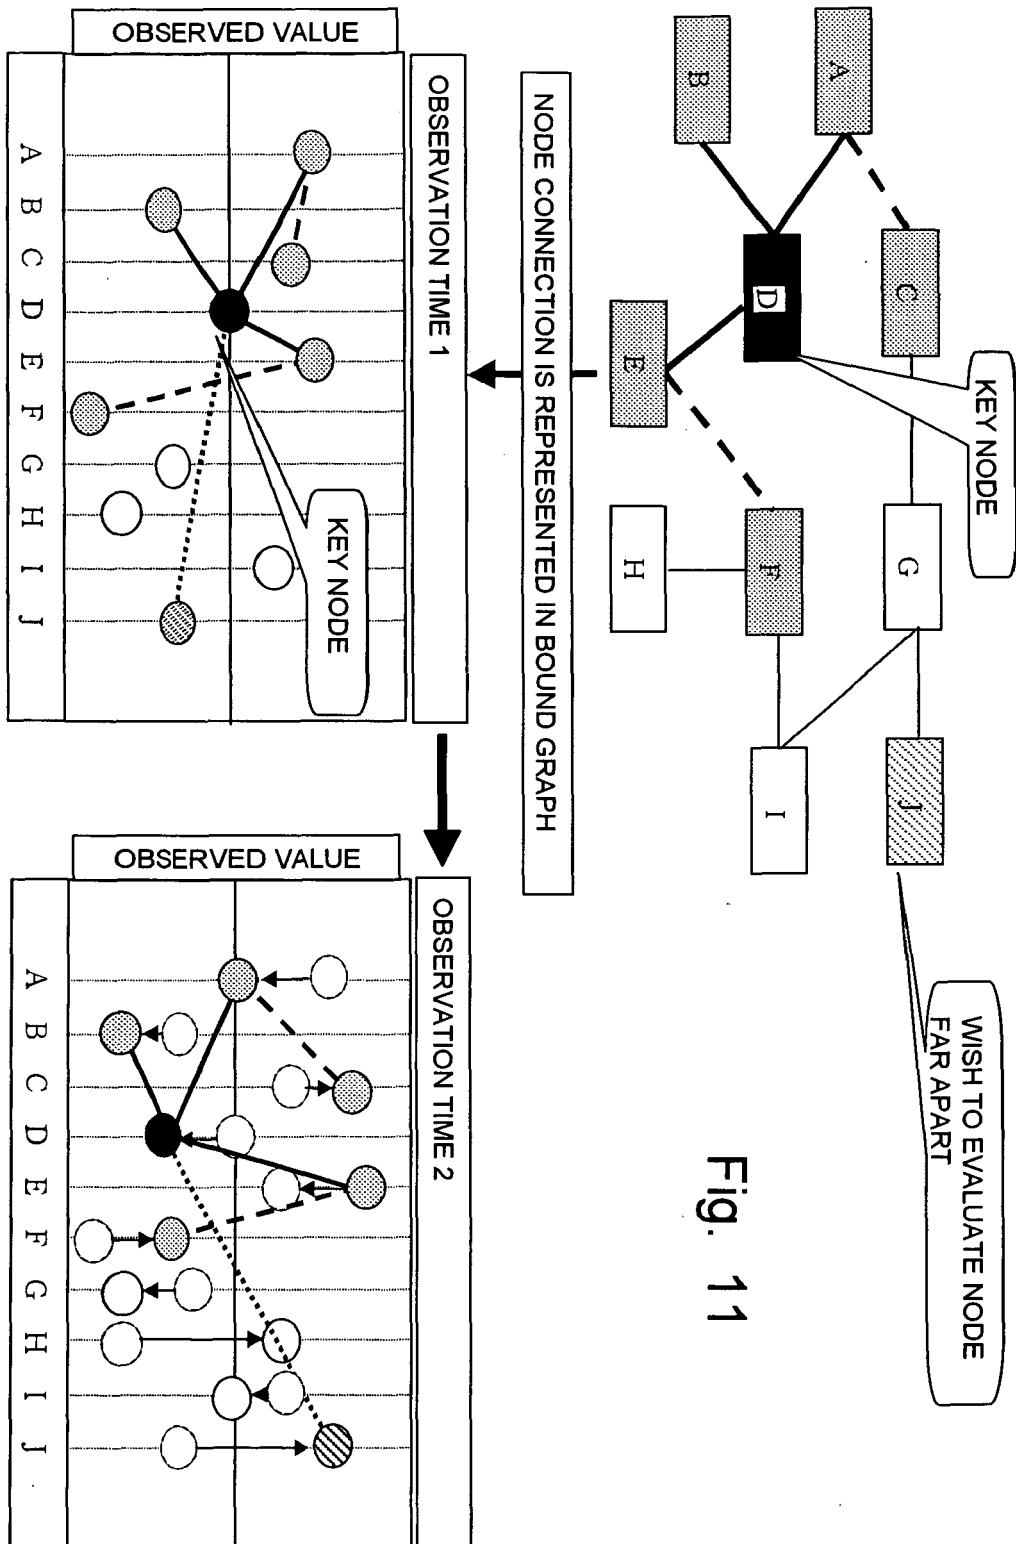 Fig. 11
KEY NODE
WISH TO EVALUATE NODE
FAR APART
A
C
G
J
B
D
E
F
I
H
NODE CONNECTION IS REPRESENTED IN BOUND GRAPH
OBSERVATION TIME 1
OBSERVED VALUE
KEY NODE
A B C D E F G H I J
OBSERVATION TIME 2
OBSERVED VALUE
A B C D E F G H I J